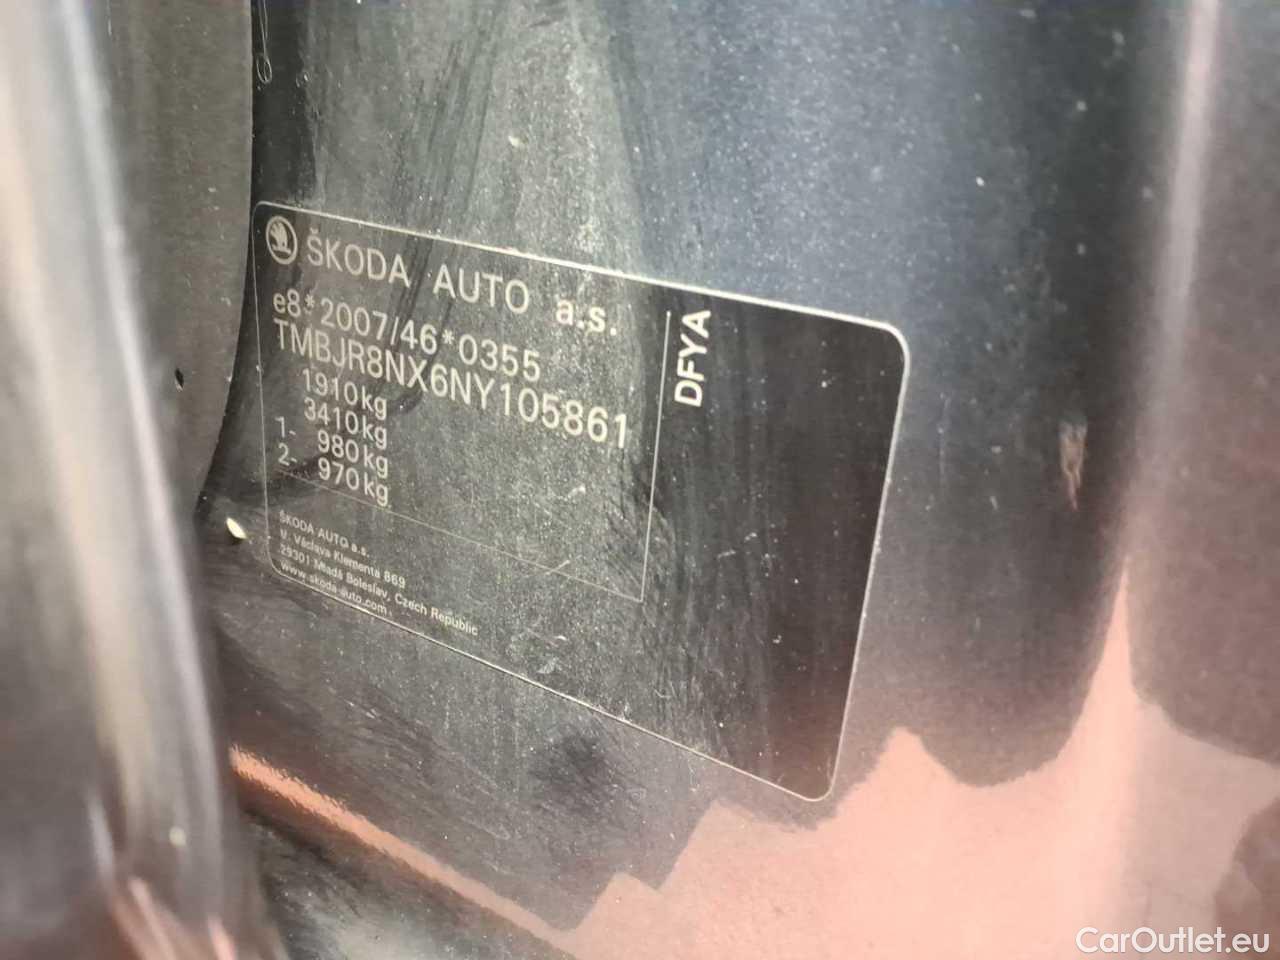 ŠKODA AUTO a.s.
e8*2007/46*0355
TMBJR8NX6NY105861
1910kg
3410kg
1- 980kg
2- 970kg
DFYA
ŠKODA AUTO a.s.
tř. Václava Klementa 869
29301 Mladá Boleslav, Czech Republic
www.skoda-auto.com
CarOutlet.eu